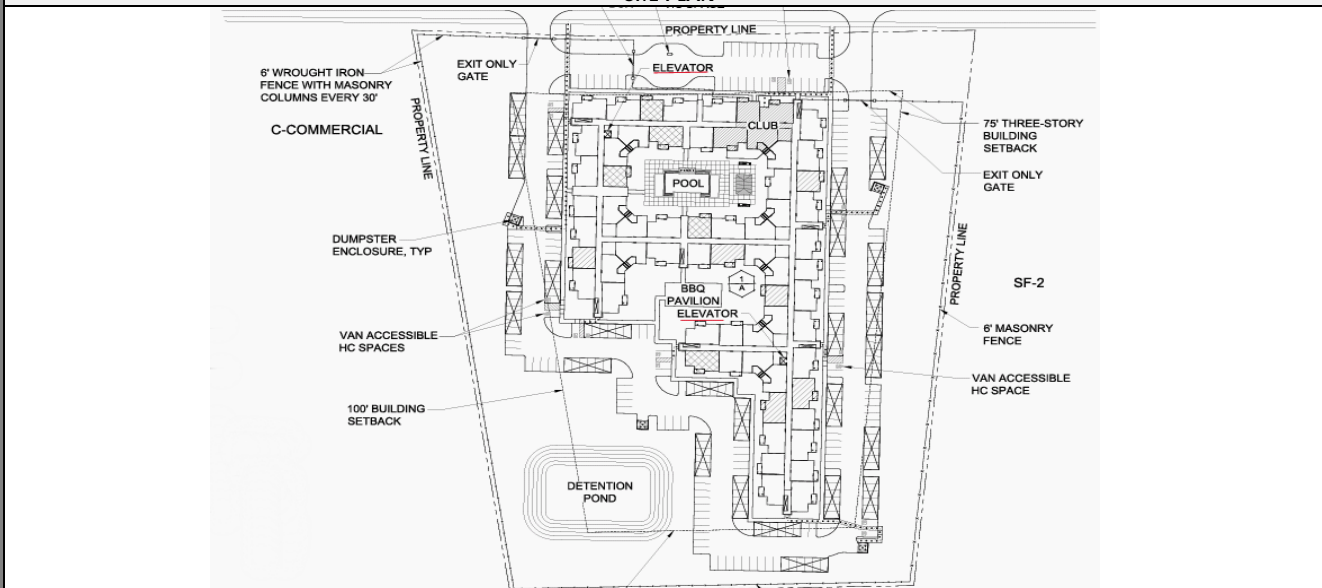 PROPERTY LINE
EXIT ONLY
GATE
ELEVATOR
6' WROUGHT IRON
FENCE WITH MASONRY
COLUMNS EVERY 30'
C-COMMERCIAL
PROPERTY LINE
CLUB
75' THREE-STORY
BUILDING
SETBACK
EXIT ONLY
GATE
POOL
DUMPSTER
ENCLOSURE, TYP
PROPERTY LINE
SF-2
1
A
BBQ
PAVILION
ELEVATOR
VAN ACCESSIBLE
HC SPACES
6' MASONRY
FENCE
VAN ACCESSIBLE
HC SPACE
100' BUILDING
SETBACK
DETENTION
POND